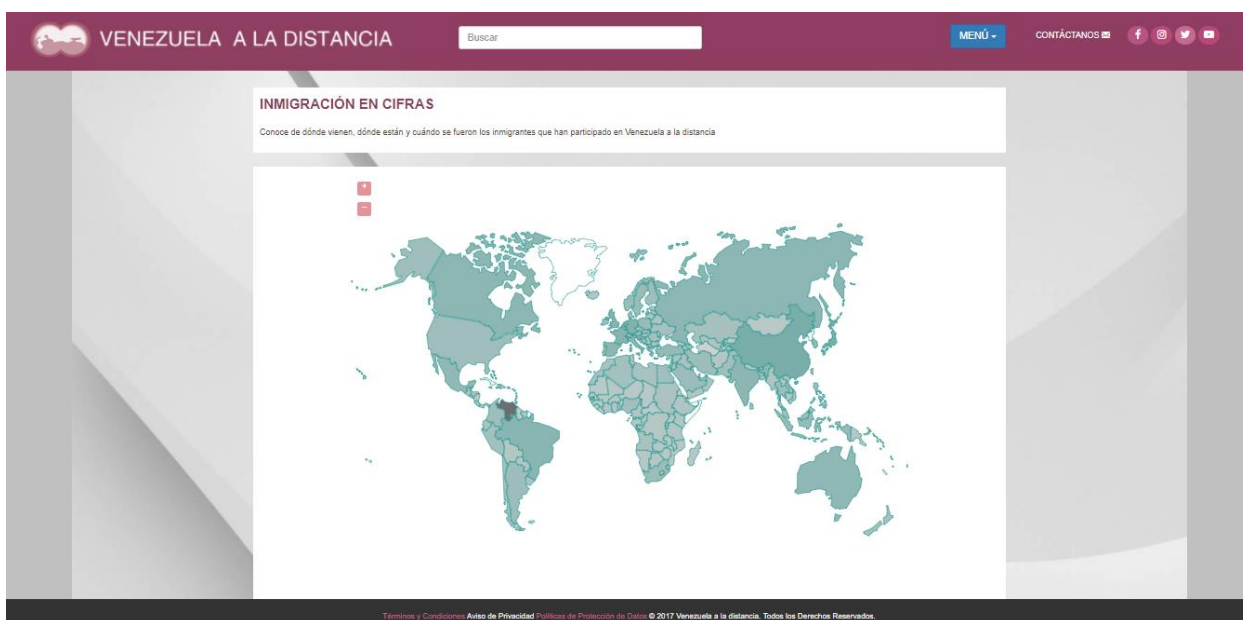 VENEZUELA A LA DISTANCIA
Buscar
MENÚ
CONTÁCTANOS
INMIGRACIÓN EN CIFRAS
Conoce de dónde vienen, dónde están y cuándo se fueron los inmigrantes que han participado en Venezuela a la distancia
+
−
Términos y Condiciones Aviso de Privacidad Políticas de Protección de Datos © 2017 Venezuela a la distancia. Todos los Derechos Reservados.